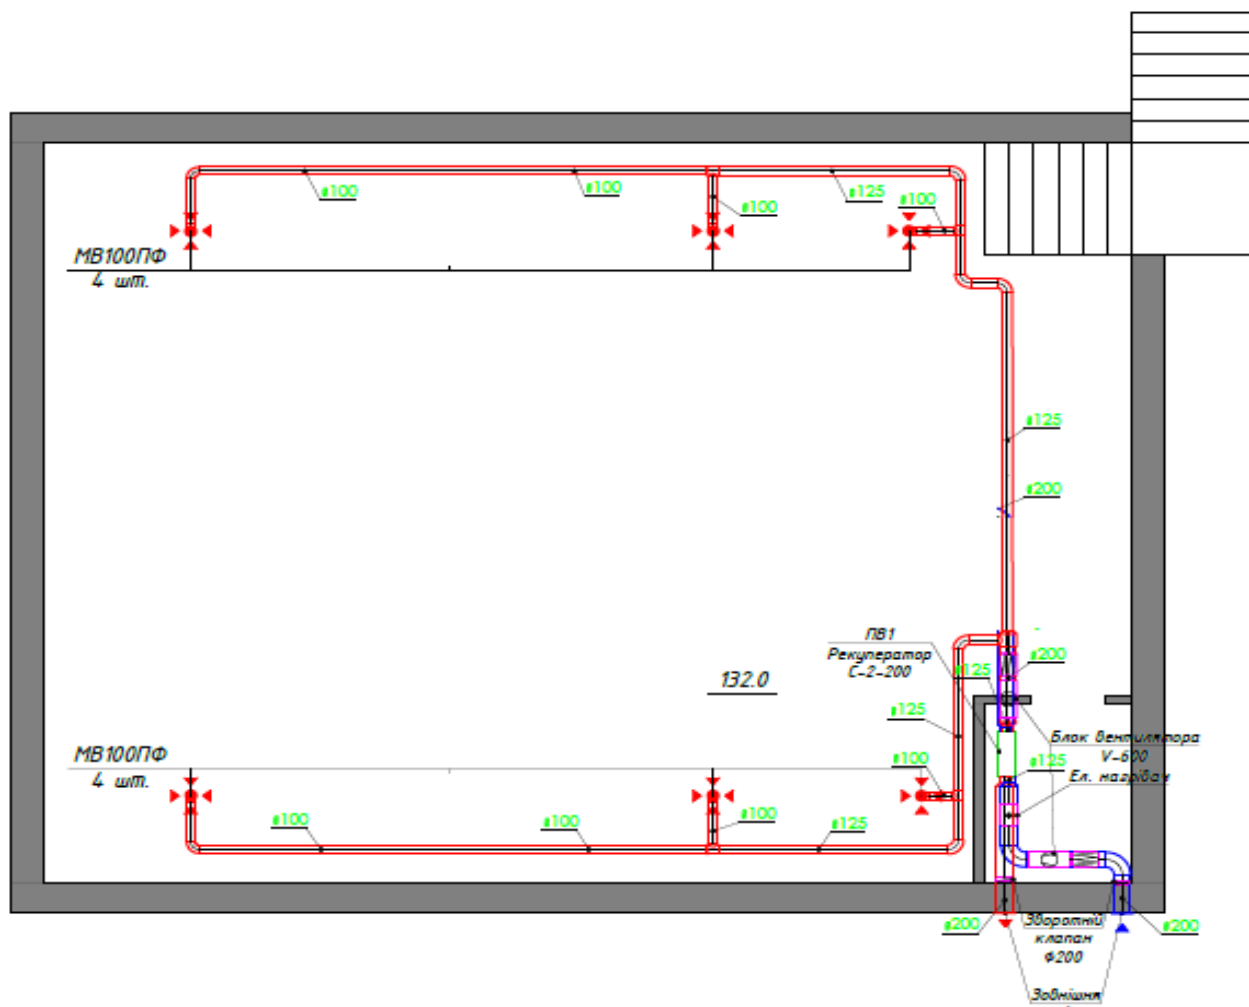 ø100
ø100
ø125
ø100
ø100
МВ100ПФ
4 шт.
ø125
ø200
ПВ1
Рекуператор
С-2-200
ø200
ø125
132.0
ø125
Блок вентилятора
V-600
МВ100ПФ
4 шт.
ø100
ø125
Ел. нагрівач
ø100
ø100
ø100
ø125
ø200
Зворотній
клапан
Ф200
ø200
Зовнішня